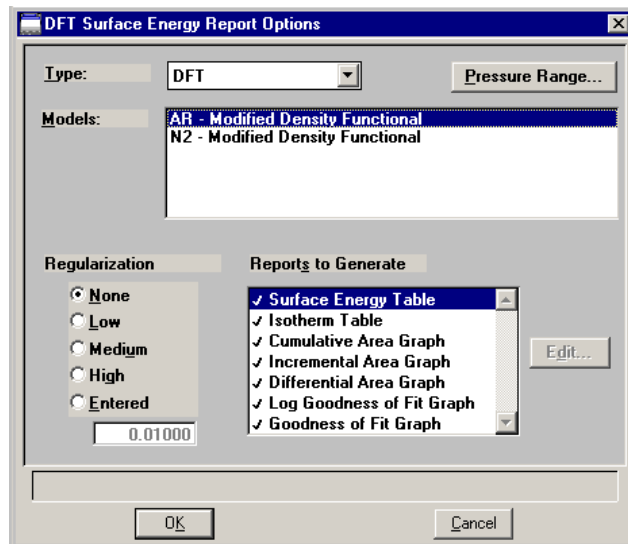 DFT Surface Energy Report Options
Type: DFT Pressure Range...
Models: AR - Modified Density Functional
N2 - Modified Density Functional
Regularization
None
Low
Medium
High
Entered
0.01000
Reports to Generate
✓ Surface Energy Table
✓ Isotherm Table
✓ Cumulative Area Graph
✓ Incremental Area Graph
✓ Differential Area Graph
✓ Log Goodness of Fit Graph
✓ Goodness of Fit Graph
Edit...
OK Cancel